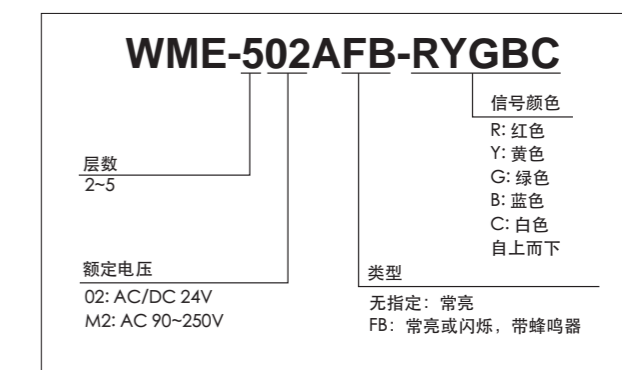 WME-502AFB-RYGBC
信号颜色
R: 红色
Y: 黄色
G: 绿色
B: 蓝色
C: 白色
自上而下
层数
2~5
额定电压
02: AC/DC 24V
M2: AC 90~250V
类型
无指定：常亮
FB：常亮或闪烁，带蜂鸣器